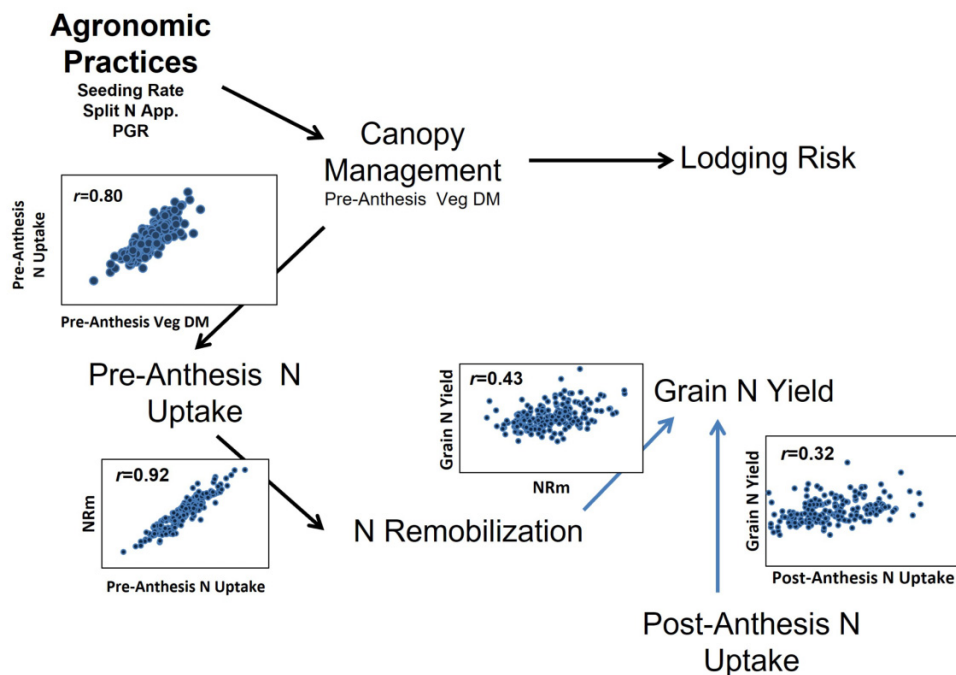 Agronomic
Practices
Seeding Rate
Split N App.
PGR
Canopy
Management
Pre-Anthesis Veg DM
Lodging Risk
r=0.80
Pre-Anthesis
N Uptake
Pre-Anthesis Veg DM
Pre-Anthesis N
Uptake
r=0.92
NRm
Pre-Anthesis N Uptake
N Remobilization
r=0.43
Grain N Yield
NRm
Grain N Yield
r=0.32
Grain N Yield
Post-Anthesis N Uptake
Post-Anthesis N
Uptake